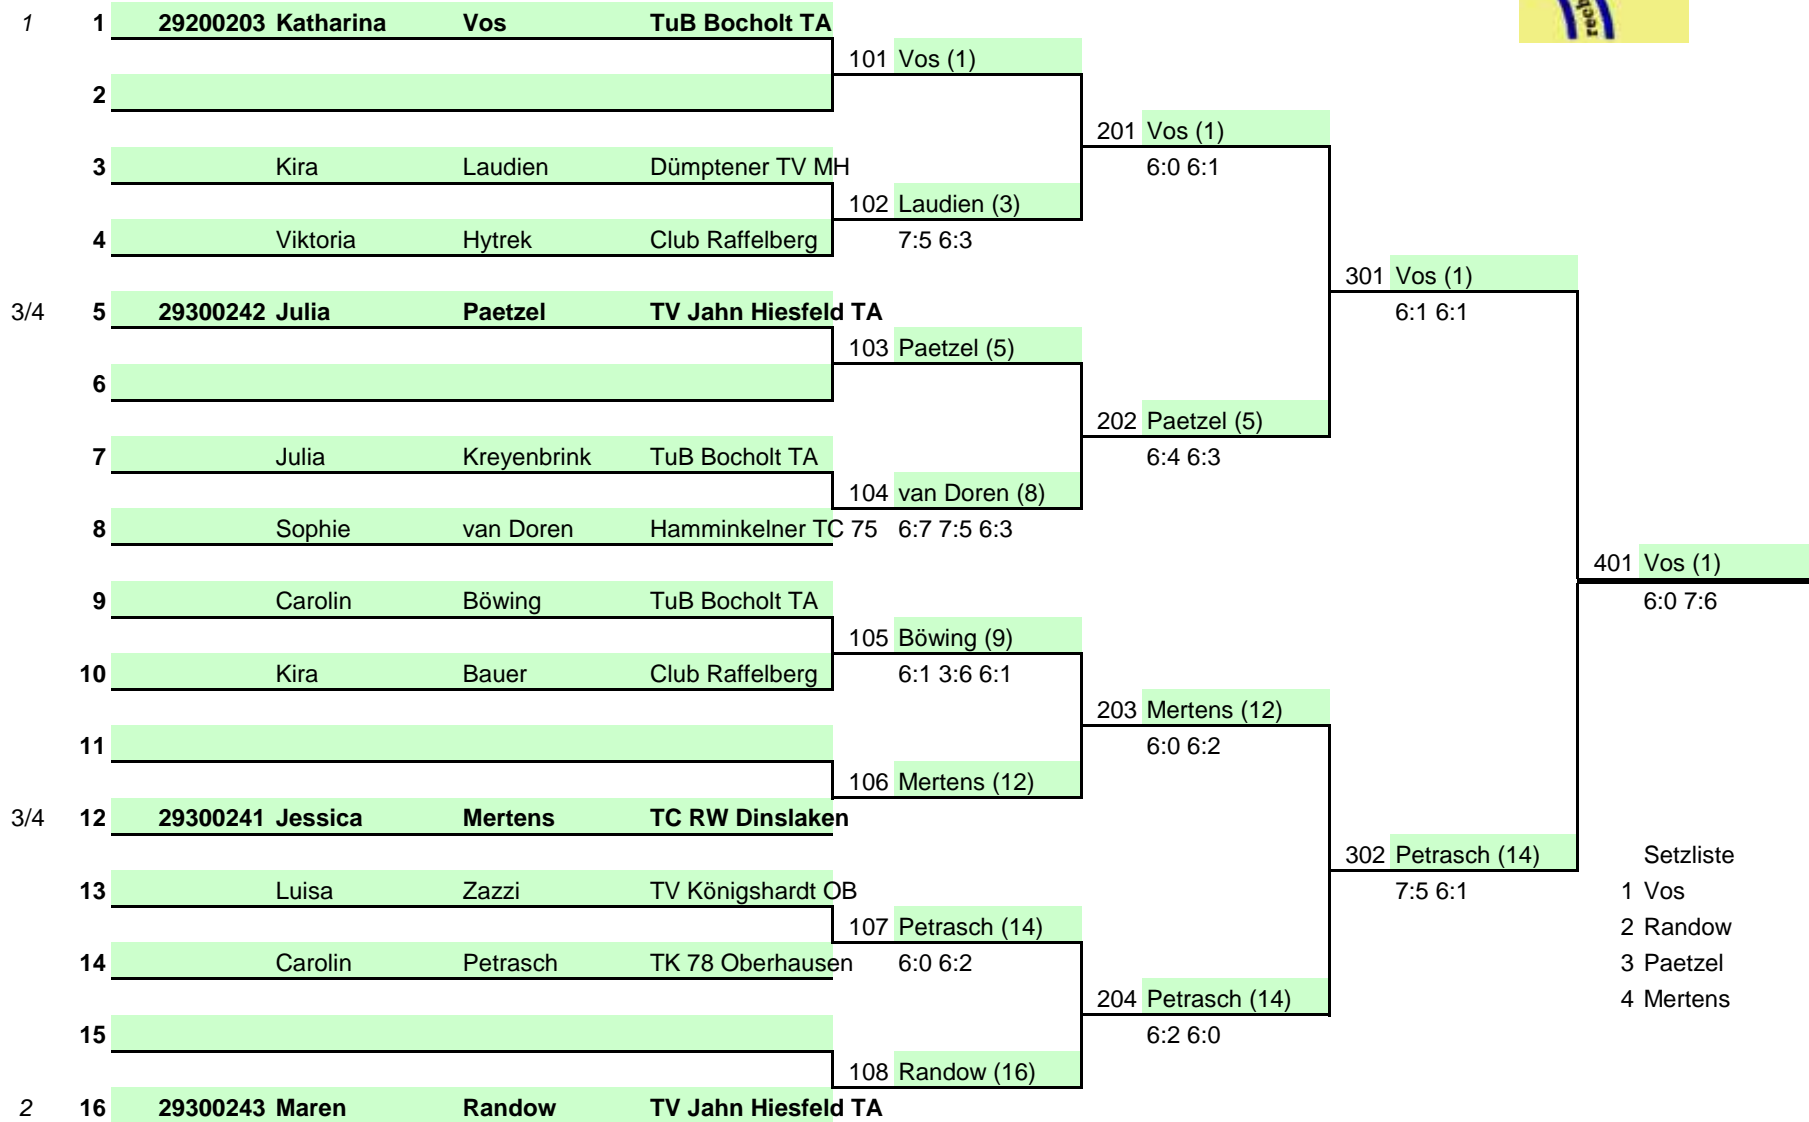 1 1 29200203 Katharina Vos TuB Bocholt TA
101 Vos (1)
2
201 Vos (1)
3 Kira Laudien Dümptener TV MH 6:0 6:1
102 Laudien (3)
4 Viktoria Hytrek Club Raffelberg 7:5 6:3
301 Vos (1)
3/4 5 29300242 Julia Paetzel TV Jahn Hiesfeld TA 6:1 6:1
103 Paetzel (5)
6
202 Paetzel (5)
7 Julia Kreyenbrink TuB Bocholt TA 6:4 6:3
104 van Doren (8)
8 Sophie van Doren Hamminkelner TC 75 6:7 7:5 6:3
401 Vos (1)
9 Carolin Böwing TuB Bocholt TA 6:0 7:6
105 Böwing (9)
10 Kira Bauer Club Raffelberg 6:1 3:6 6:1
203 Mertens (12)
11 6:0 6:2
106 Mertens (12)
3/4 12 29300241 Jessica Mertens TC RW Dinslaken
302 Petrasch (14) Setzliste
13 Luisa Zazzi TV Königshardt OB 7:5 6:1 1 Vos
107 Petrasch (14) 2 Randow
14 Carolin Petrasch TK 78 Oberhausen 6:0 6:2 3 Paetzel
204 Petrasch (14) 4 Mertens
15 6:2 6:0
108 Randow (16)
2 16 29300243 Maren Randow TV Jahn Hiesfeld TA